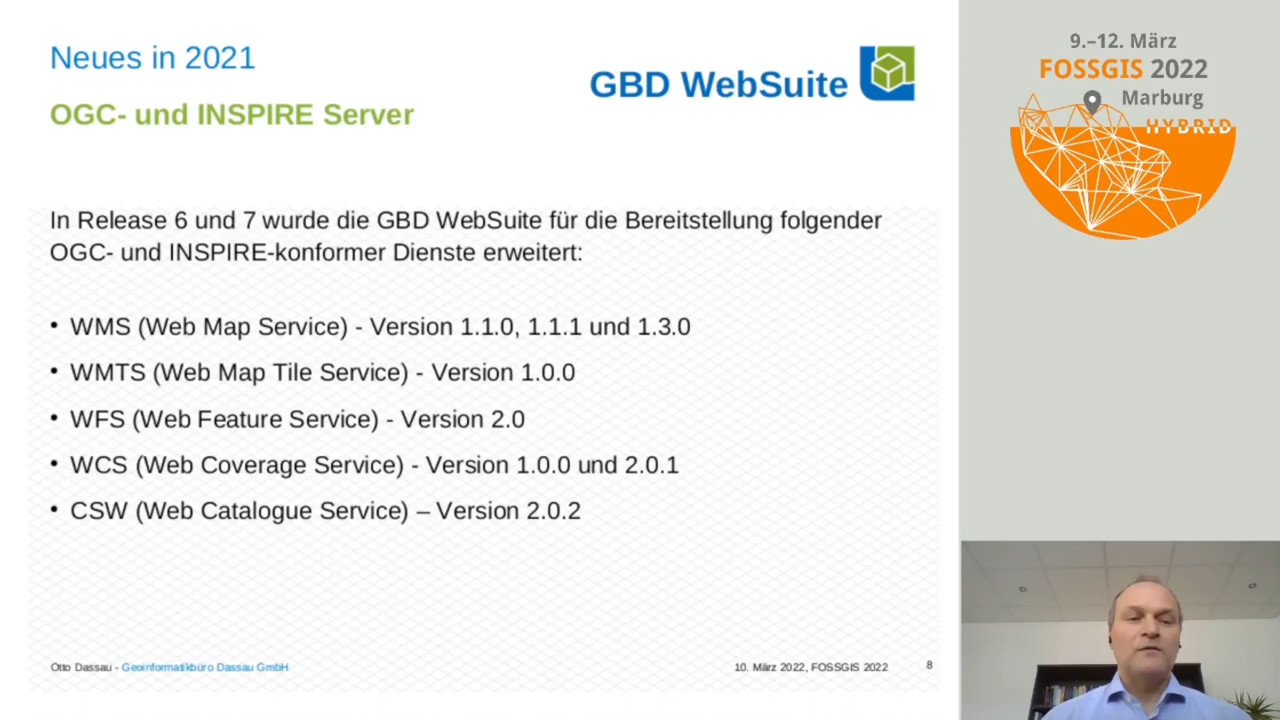 Neues in 2021
OGC- und INSPIRE Server
GBD WebSuite
In Release 6 und 7 wurde die GBD WebSuite für die Bereitstellung folgender
OGC- und INSPIRE-konformer Dienste erweitert:
• WMS (Web Map Service) - Version 1.1.0, 1.1.1 und 1.3.0
• WMTS (Web Map Tile Service) - Version 1.0.0
• WFS (Web Feature Service) - Version 2.0
• WCS (Web Coverage Service) - Version 1.0.0 und 2.0.1
• CSW (Web Catalogue Service) – Version 2.0.2
Otto Dassau - Geoinformatikbüro Dassau GmbH
10. März 2022, FOSSGIS 2022
8
9.–12. März
FOSSGIS 2022
Marburg
HYBRID